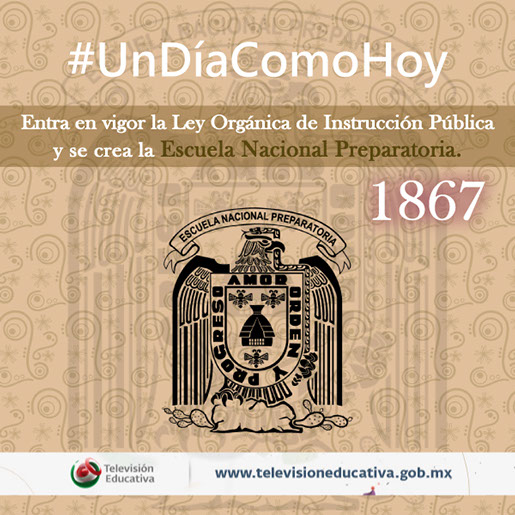 #UnDíaComoHoy
Entra en vigor la Ley Orgánica de Instrucción Pública
y se crea la Escuela Nacional Preparatoria.
1867
ESCUELA NACIONAL PREPARATORIA
AMOR
ORDEN Y PROGRESO
Televisión
Educativa
www.televisioneducativa.gob.mx